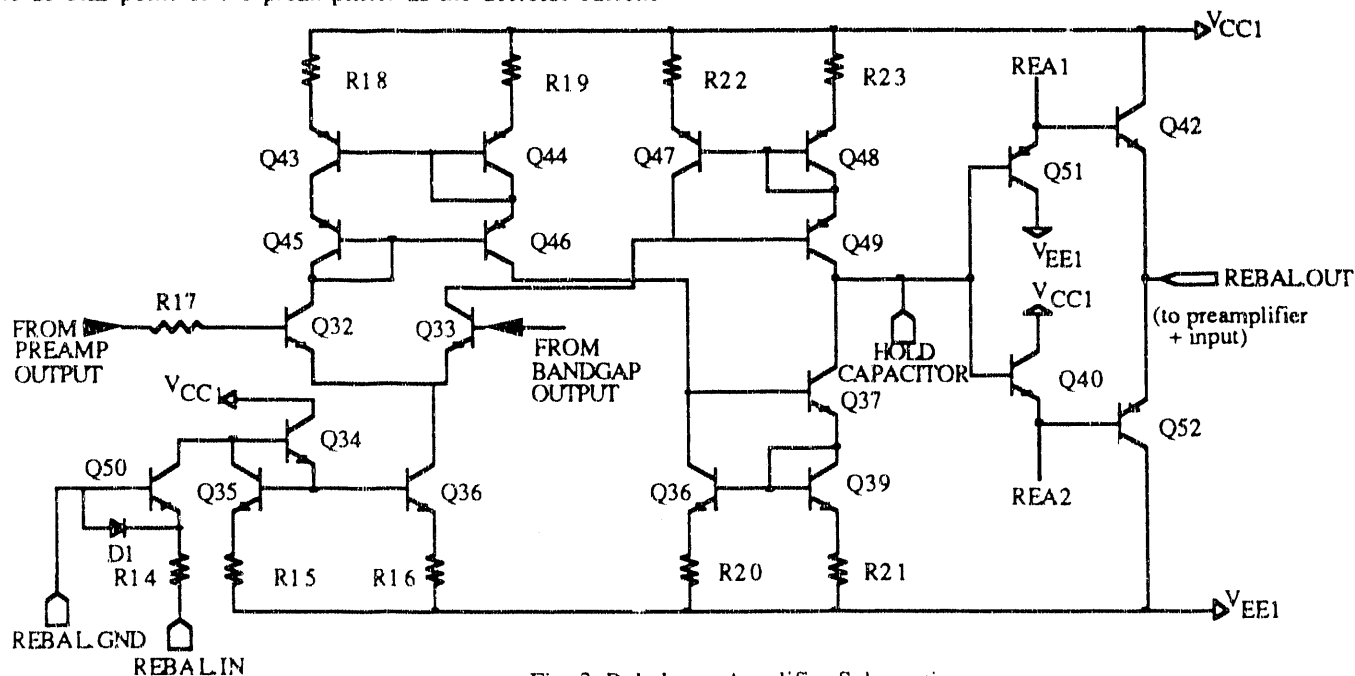 VCC1
R18
R19
R22
R23
REA1
Q43
Q44
Q47
Q48
Q42
Q51
Q45
Q46
Q49
VEE1
R17
REBAL.OUT
VCC1
(to preamplifier
+ input)
FROM
PREAMP
OUTPUT
Q32
Q33
FROM
BANDGAP
OUTPUT
HOLD
CAPACITOR
Q40
VCC1
Q37
Q34
Q52
Q50
Q35
Q36
Q36
Q39
REA2
D1
R14
R15
R16
R20
R21
VEE1
REBAL.GND
REBAL.IN